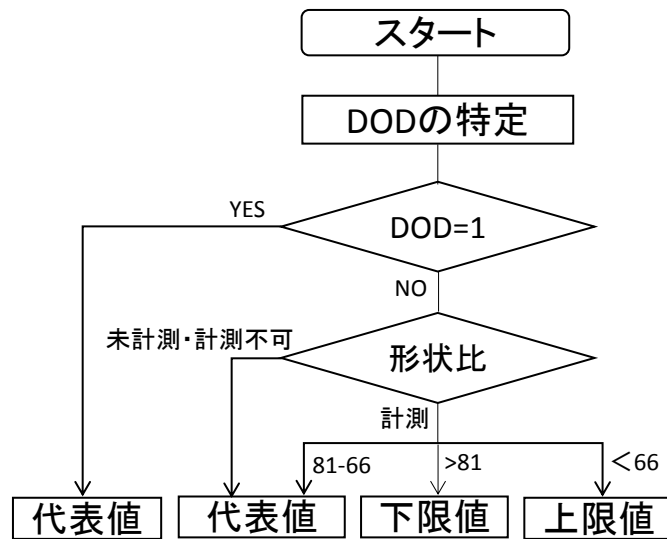 スタート
DODの特定
YES
DOD=1
NO
未計測・計測不可
形状比
計測
81-66
>81
＜66
代表値
代表値
下限値
上限値